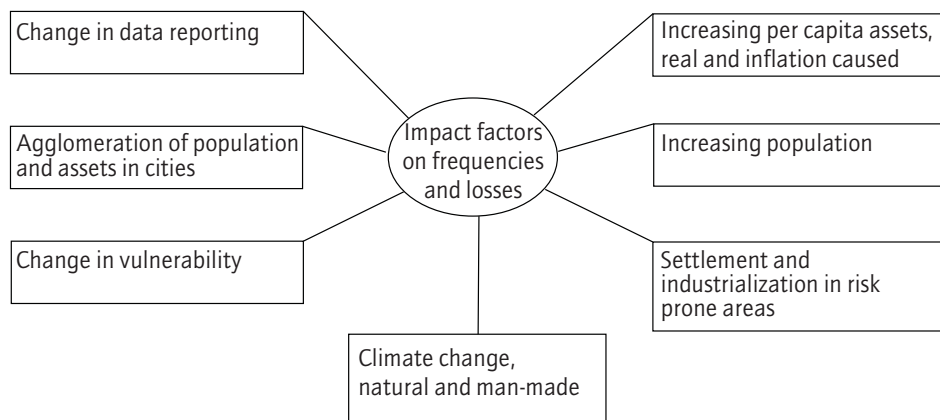 Change in data reporting
Increasing per capita assets,
real and inflation caused
Impact factors
on frequencies
and losses
Agglomeration of population
and assets in cities
Increasing population
Change in vulnerability
Settlement and
industrialization in risk
prone areas
Climate change,
natural and man-made